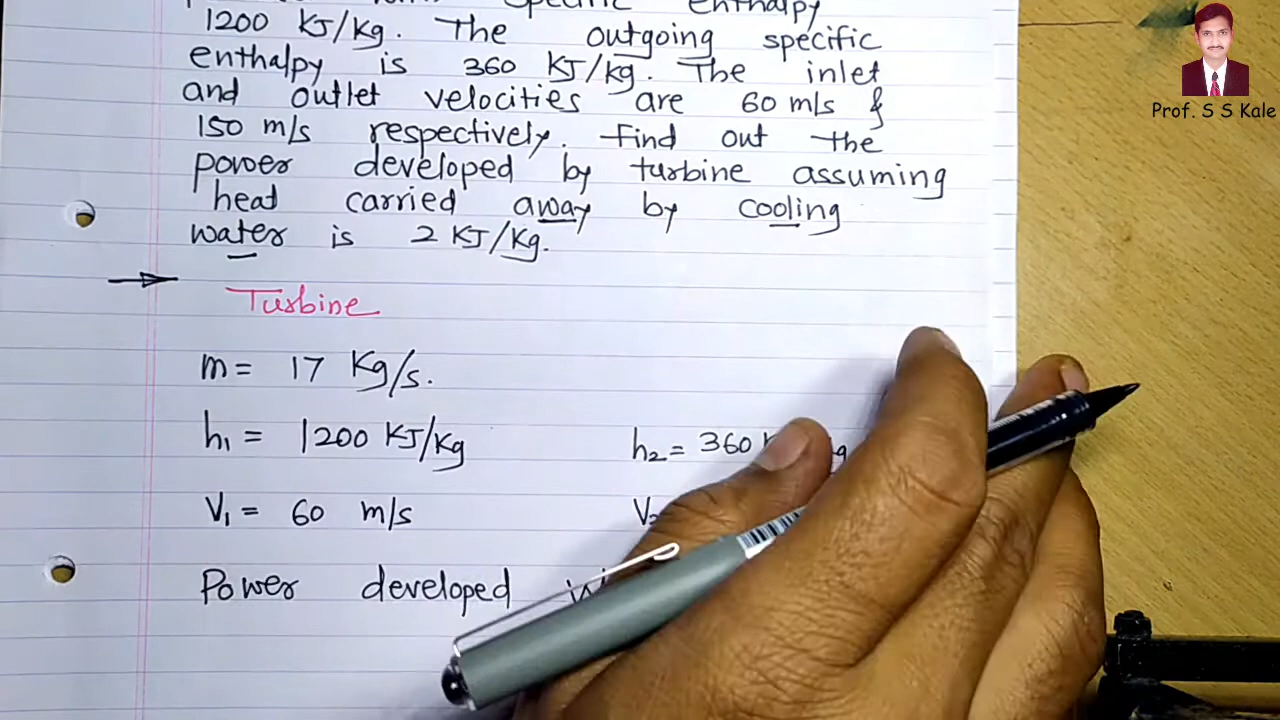 specific enthalpy
1200 KJ/Kg. The outgoing specific
enthalpy is 360 KJ/kg. The inlet
and outlet velocities are 60 m/s &
150 m/s respectively. Find out the
power developed by turbine assuming
heat carried away by cooling
water is 2 KJ/Kg.
Turbine
m = 17 Kg/s.
h1 = 1200 KJ/Kg h2 = 360
V1 = 60 m/s
Power developed
Prof. S S Kale